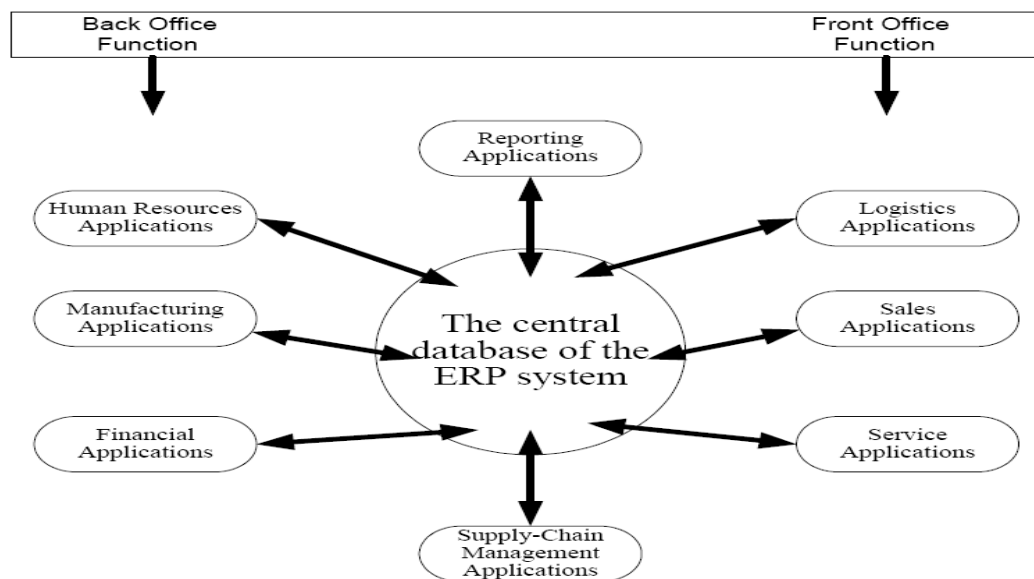 Back Office
Function
Front Office
Function
Reporting
Applications
Human Resources
Applications
Logistics
Applications
Manufacturing
Applications
The central
database of the
ERP system
Sales
Applications
Financial
Applications
Service
Applications
Supply-Chain
Management
Applications